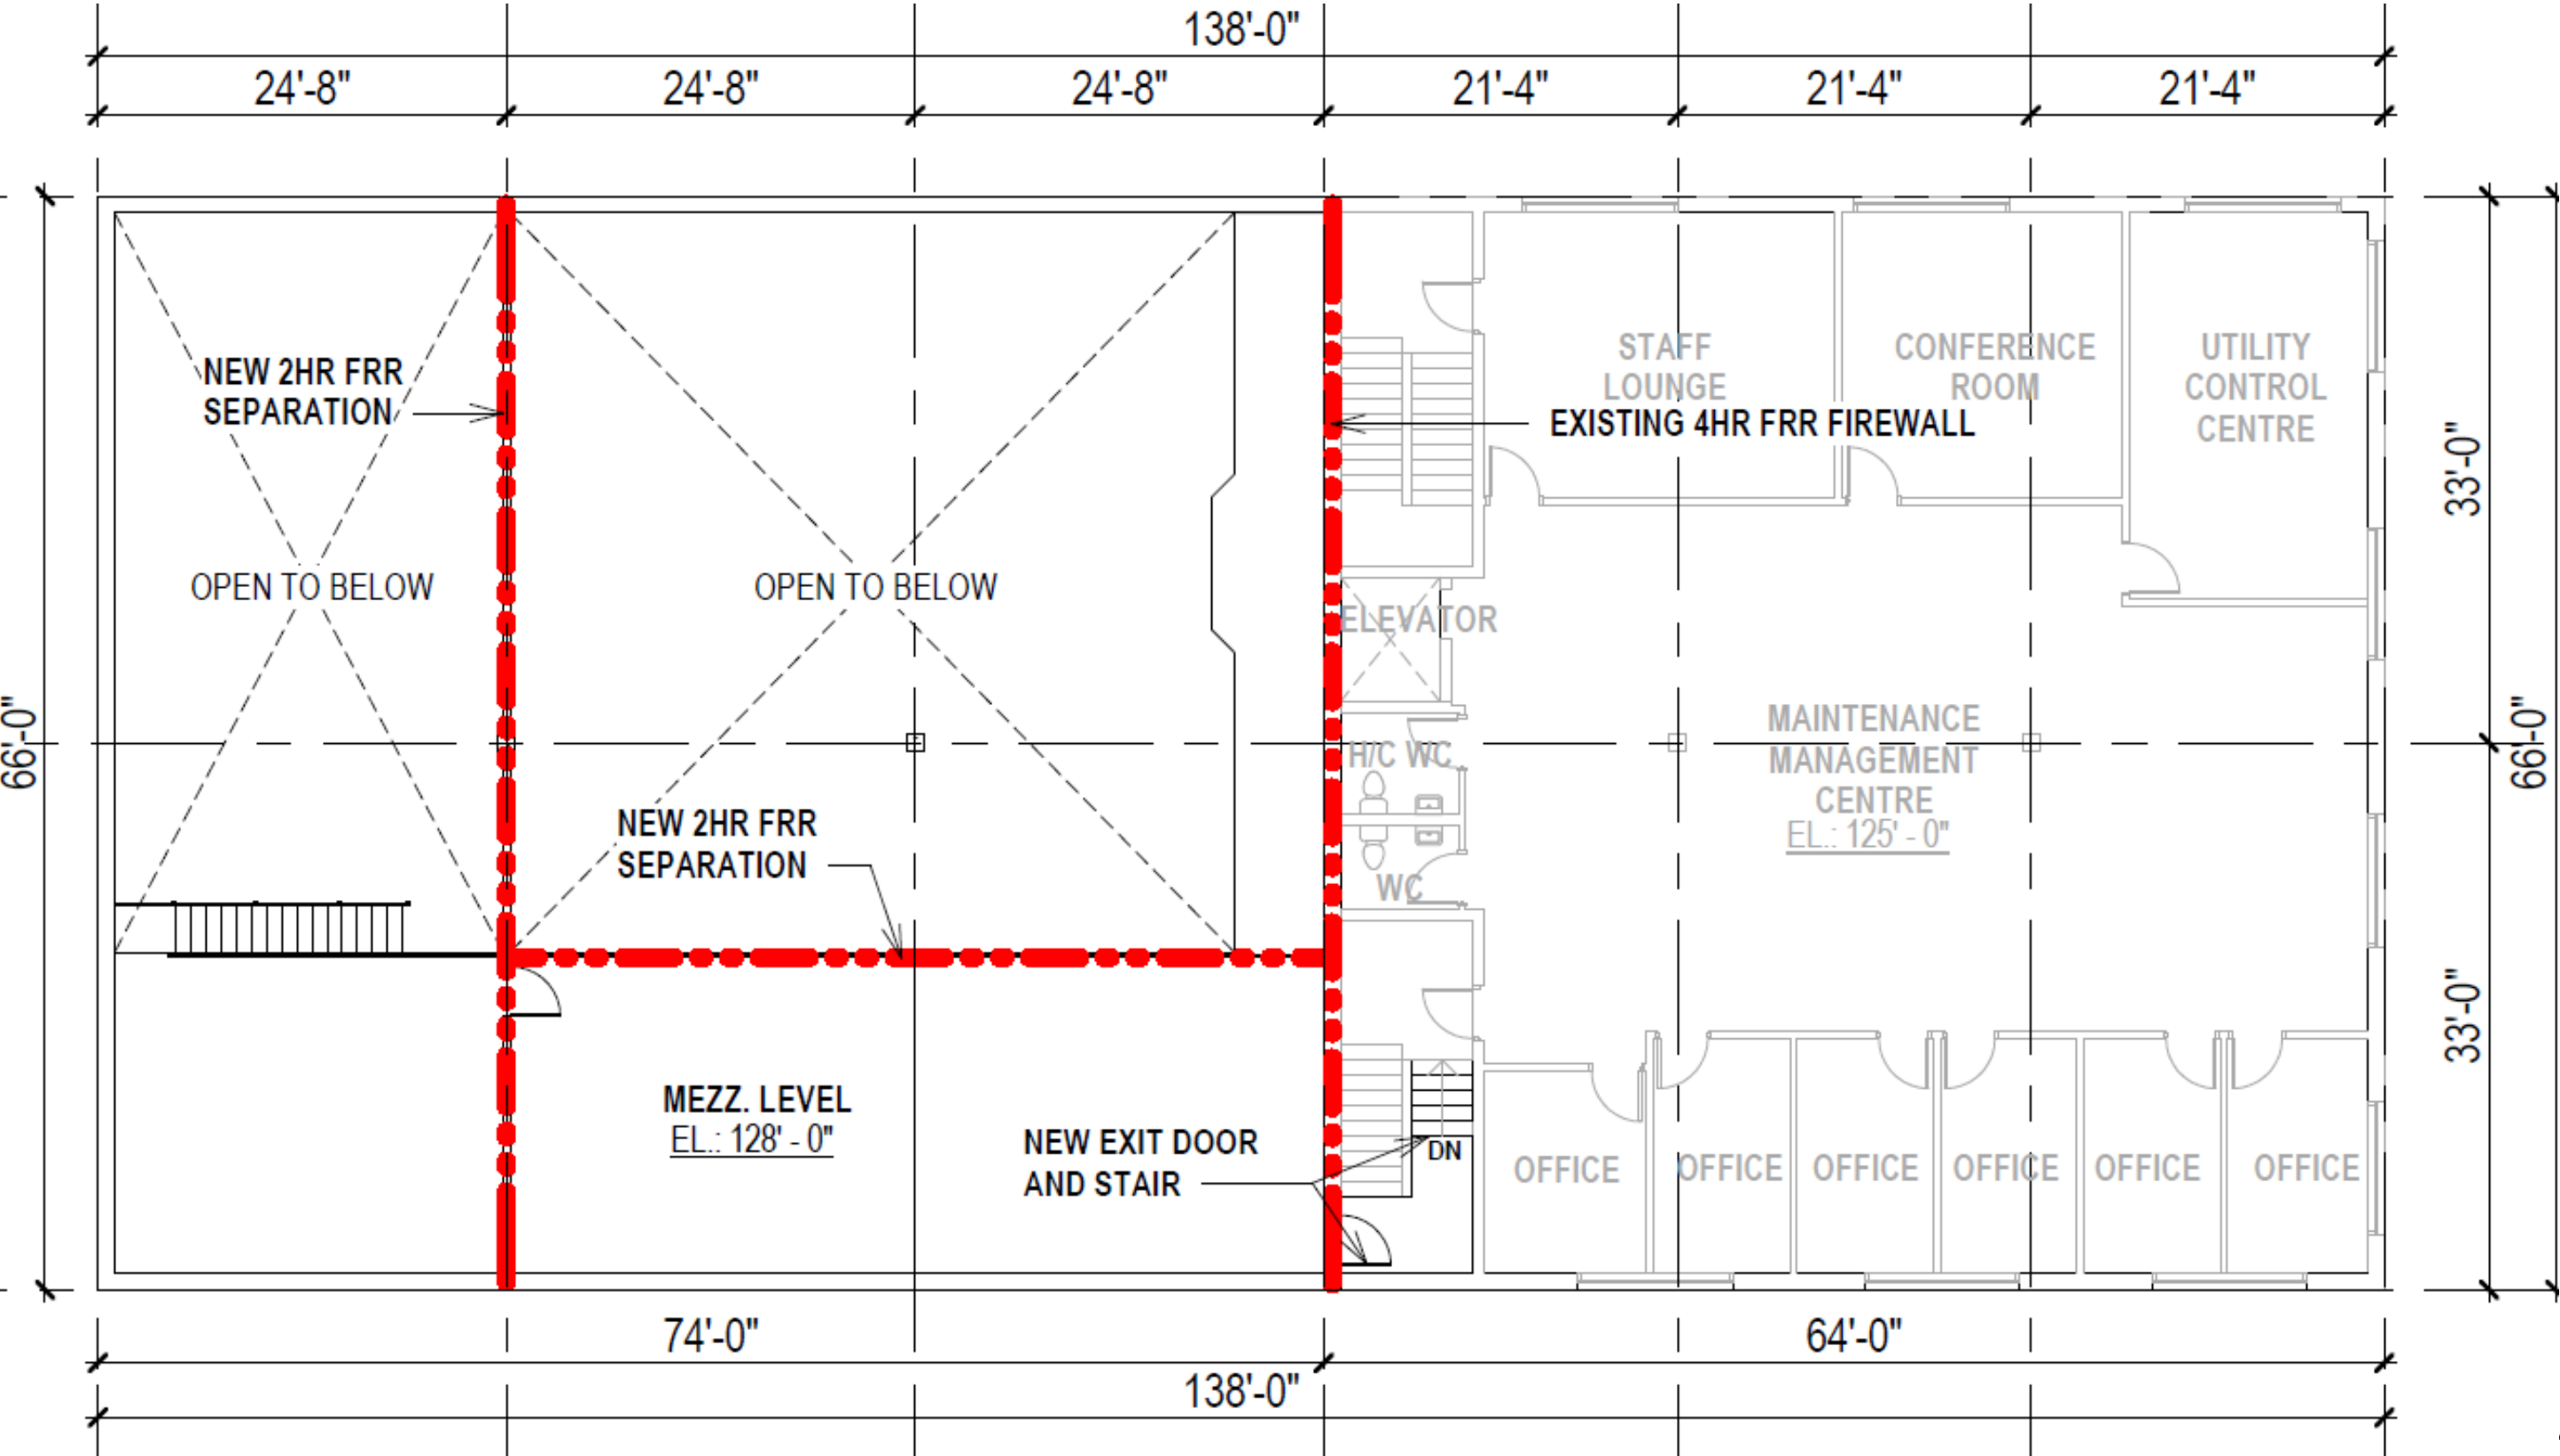 138'-0"
24'-8"
24'-8"
24'-8"
21'-4"
21'-4"
21'-4"
NEW 2HR FRR
SEPARATION
STAFF
LOUNGE
CONFERENCE
ROOM
UTILITY
CONTROL
CENTRE
EXISTING 4HR FRR FIREWALL
33'-0"
OPEN TO BELOW
OPEN TO BELOW
ELEVATOR
66'-0"
H/C WC
MAINTENANCE
MANAGEMENT
CENTRE
EL.: 125' - 0"
66'-0"
NEW 2HR FRR
SEPARATION
WC
33'-0"
MEZZ. LEVEL
EL.: 128' - 0"
NEW EXIT DOOR
AND STAIR
DN
OFFICE
OFFICE
OFFICE
OFFICE
OFFICE
OFFICE
74'-0"
64'-0"
138'-0"